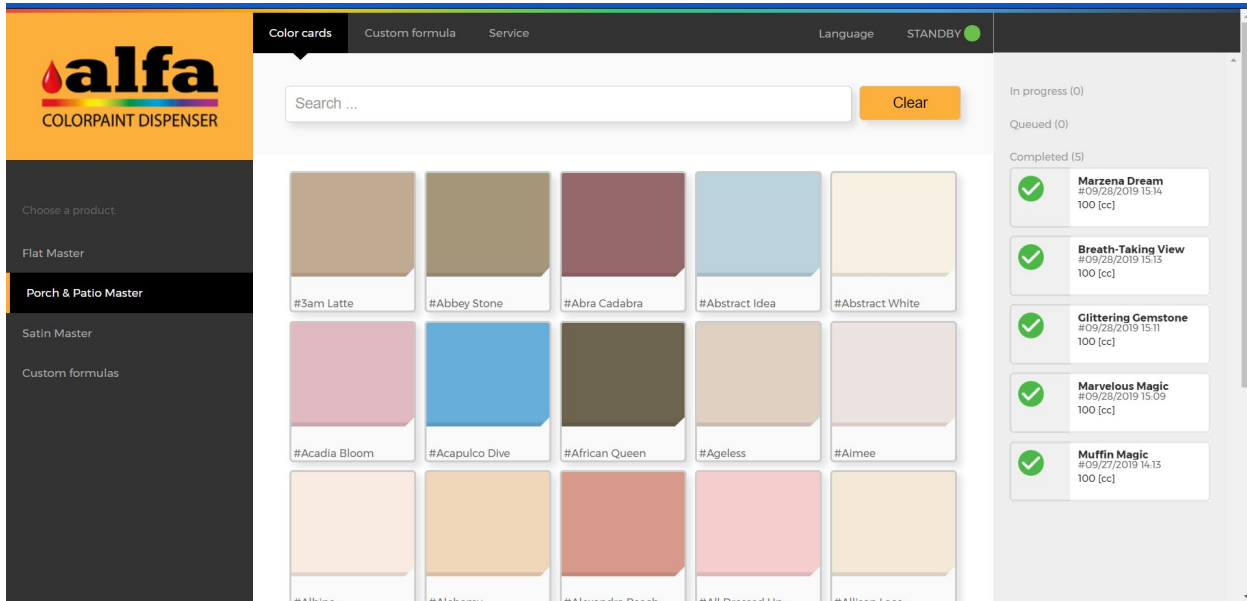 alfa
COLORPAINT DISPENSER
Choose a product:
Flat Master
Porch & Patio Master
Satin Master
Custom formulas
Color cards
Custom formula
Service
Language
STANDBY
Search ...
Clear
#3am Latte
#Abbey Stone
#Abra Cadabra
#Abstract Idea
#Abstract White
#Acadia Bloom
#Acapulco Dive
#African Queen
#Ageless
#Aimee
In progress (0)
Queued (0)
Completed (5)
Marzena Dream
#09/28/2019 15:14
100 [cc]
Breath-Taking View
#09/28/2019 15:13
100 [cc]
Glittering Gemstone
#09/28/2019 15:11
100 [cc]
Marvelous Magic
#09/28/2019 15:09
100 [cc]
Muffin Magic
#09/27/2019 14:13
100 [cc]